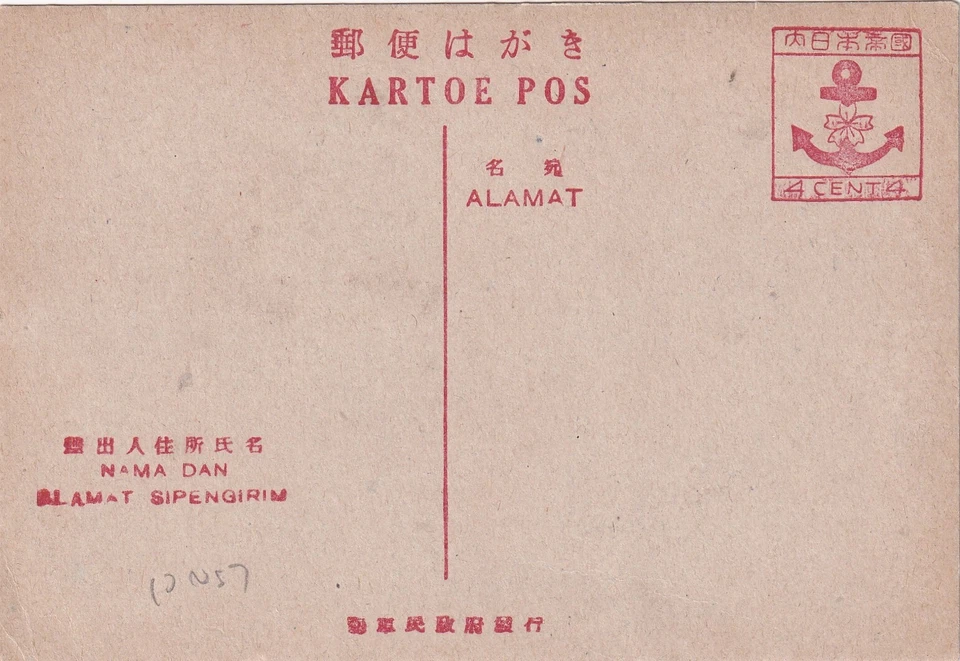 郵便はがき
KARTOE POS
内日本帝國
4 CENT 4
名宛
ALAMAT
差出人住所氏名
NAMA DAN
ALAMAT SIPENGIRIM
海軍民政府發行